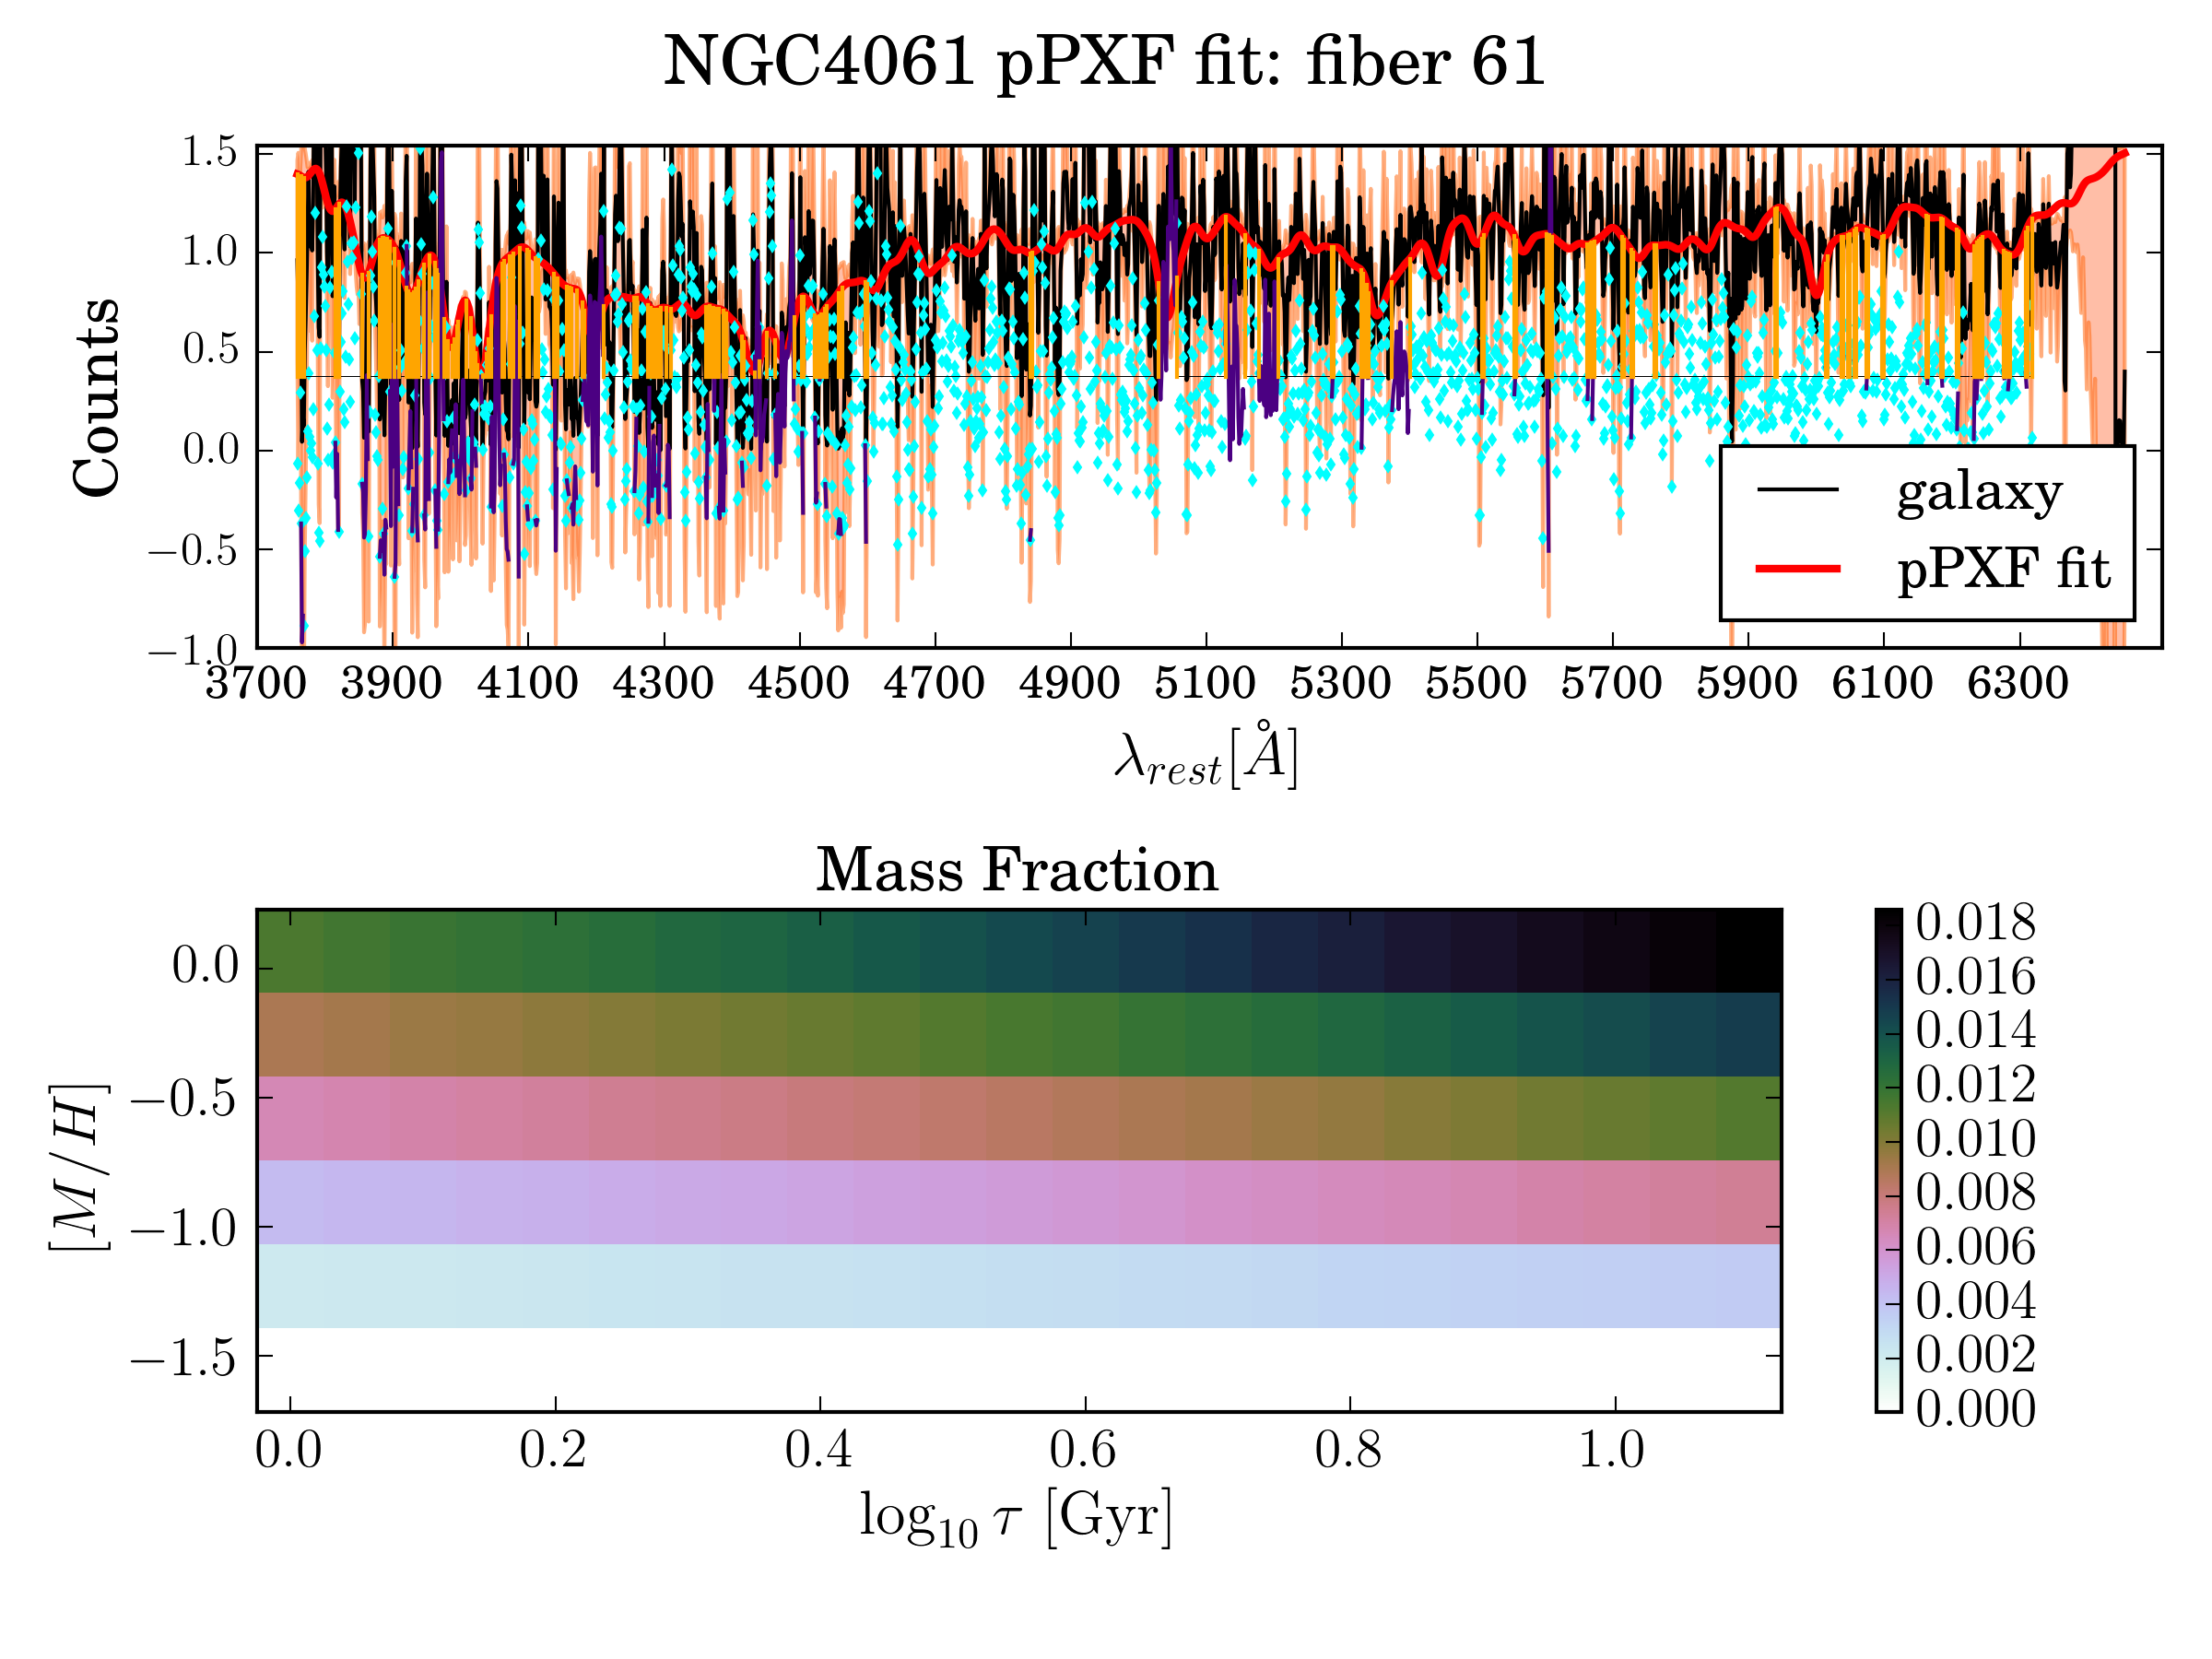 NGC4061 pPXF fit: fiber 61
1.5
1.0
0.5
0.0
−0.5
−1.0
Counts
galaxy
pPXF fit
3700 3900 4100 4300 4500 4700 4900 5100 5300 5500 5700 5900 6100 6300
λrest[Å]
Mass Fraction
0.0
−0.5
−1.0
−1.5
[M/H]
0.018
0.016
0.014
0.012
0.010
0.008
0.006
0.004
0.002
0.000
0.0 0.2 0.4 0.6 0.8 1.0
log10 τ [Gyr]